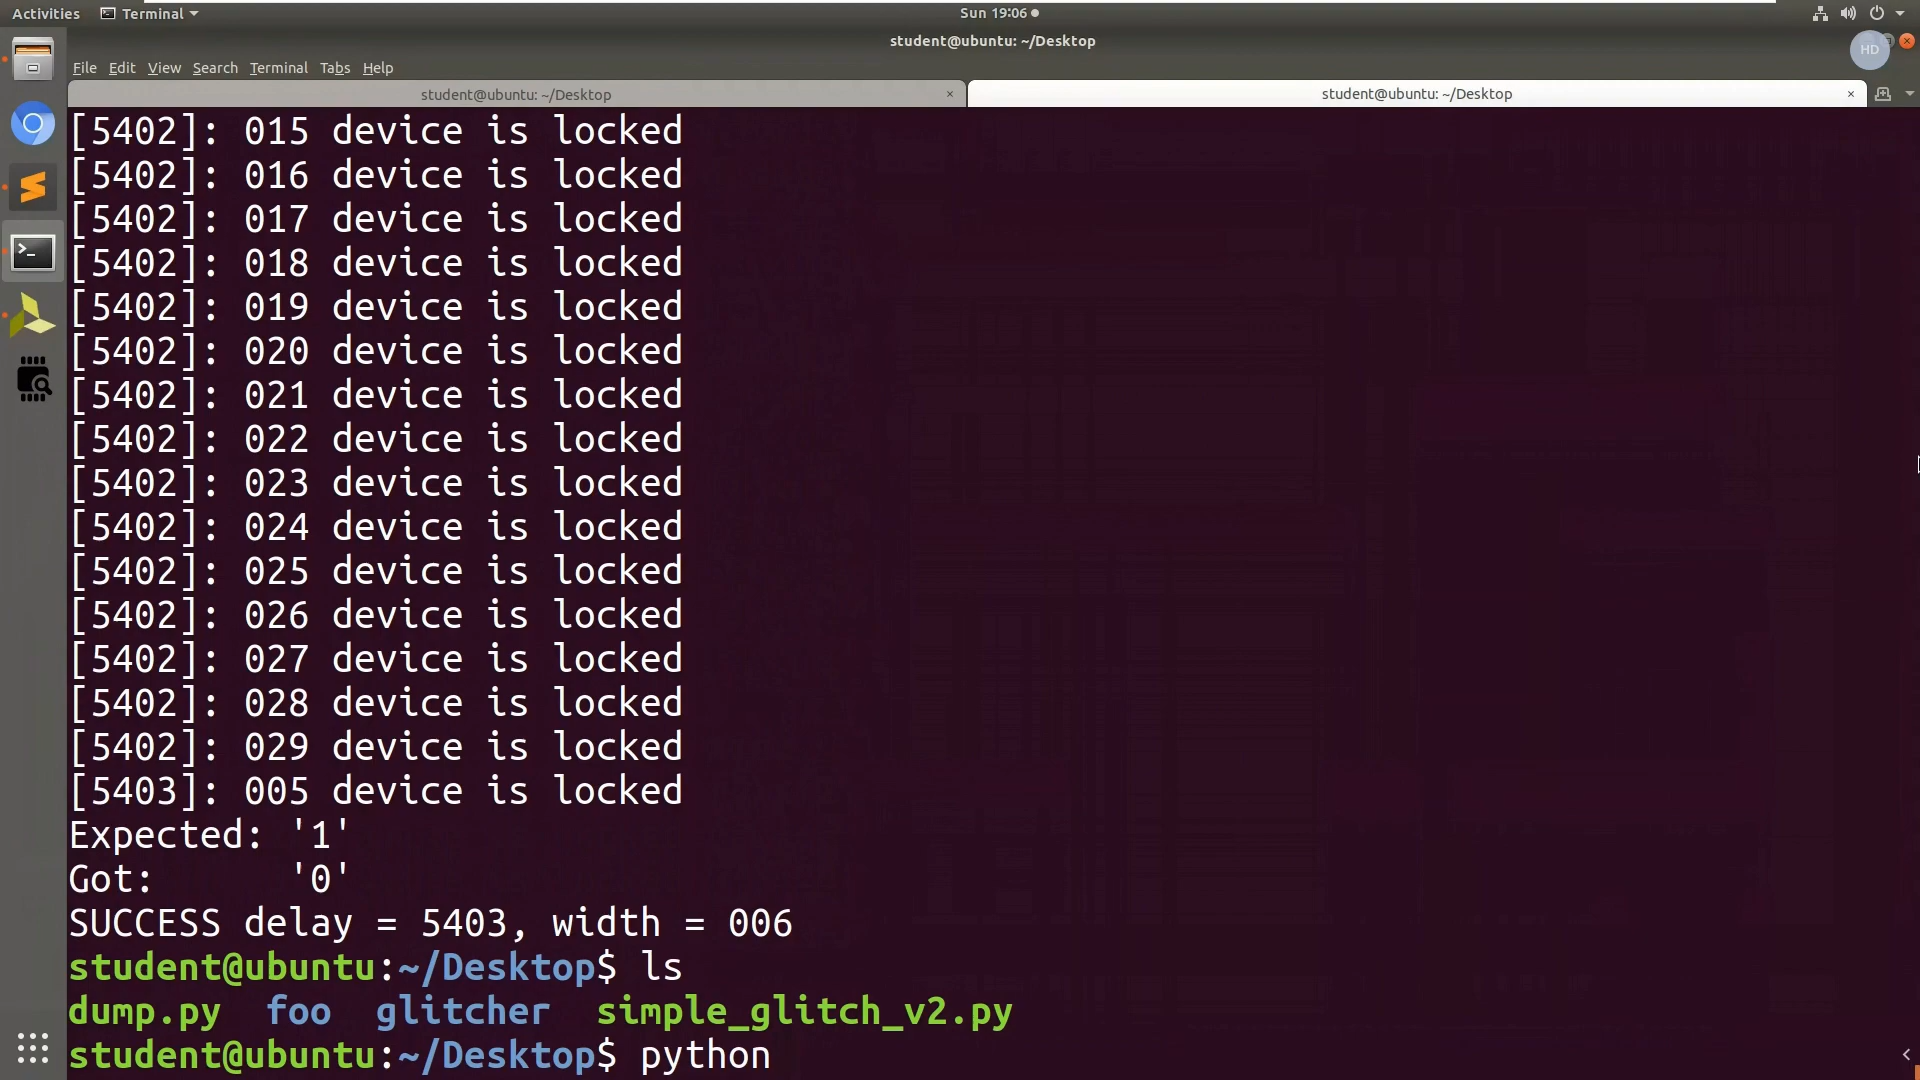 Activities Terminal Sun 19:06
student@ubuntu: ~/Desktop
HD
File Edit View Search Terminal Tabs Help
student@ubuntu: ~/Desktop × student@ubuntu: ~/Desktop ×
[5402]: 015 device is locked
[5402]: 016 device is locked
[5402]: 017 device is locked
[5402]: 018 device is locked
[5402]: 019 device is locked
[5402]: 020 device is locked
[5402]: 021 device is locked
[5402]: 022 device is locked
[5402]: 023 device is locked
[5402]: 024 device is locked
[5402]: 025 device is locked
[5402]: 026 device is locked
[5402]: 027 device is locked
[5402]: 028 device is locked
[5402]: 029 device is locked
[5403]: 005 device is locked
Expected: '1'
Got: '0'
SUCCESS delay = 5403, width = 006
student@ubuntu:~/Desktop$ ls
dump.py foo glitcher simple_glitch_v2.py
student@ubuntu:~/Desktop$ python